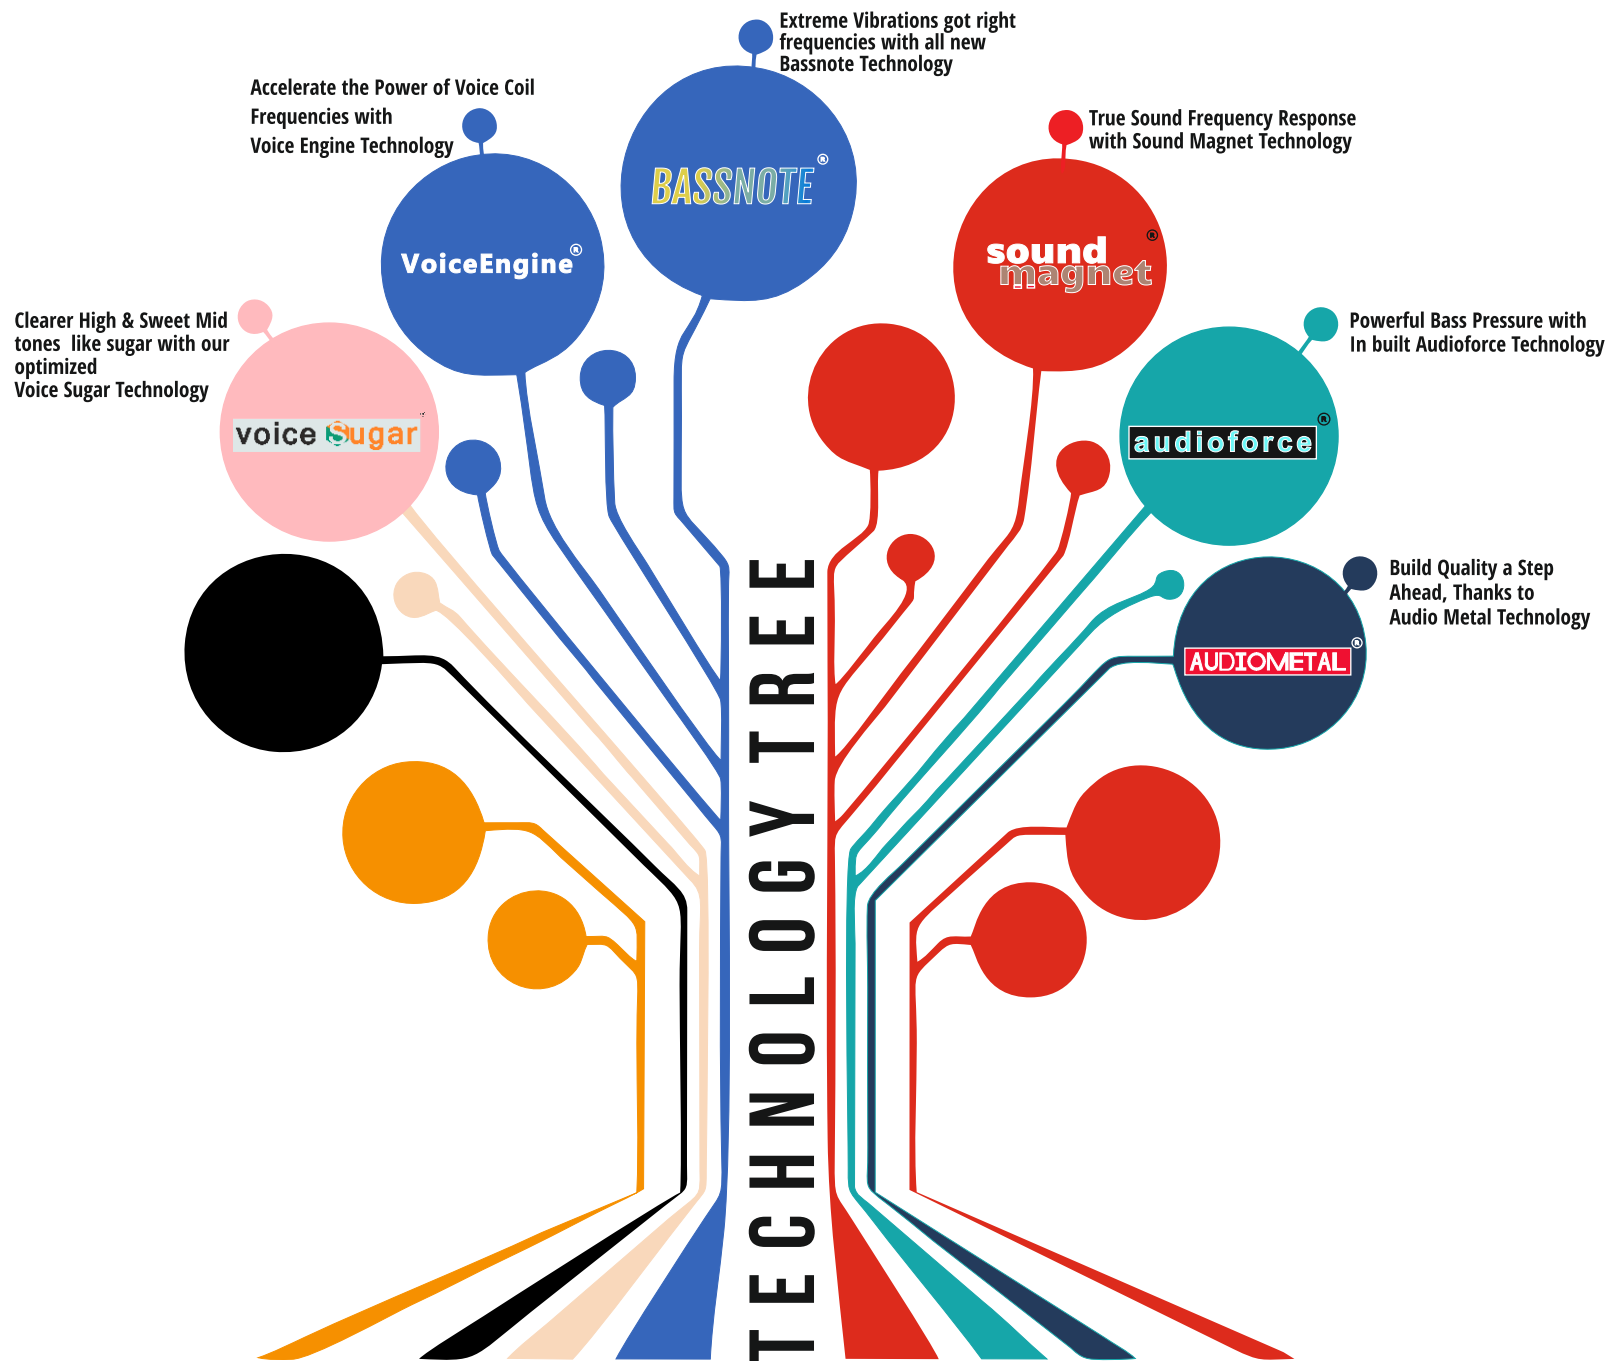 Extreme Vibrations got right
frequencies with all new
Bassnote Technology
BASSNOTE®
Accelerate the Power of Voice Coil
Frequencies with
Voice Engine Technology
VoiceEngine®
True Sound Frequency Response
with Sound Magnet Technology
sound ®
magnet
Clearer High & Sweet Mid
tones like sugar with our
optimized
Voice Sugar Technology
voice Sugar
Powerful Bass Pressure with
In built Audioforce Technology
audioforce®
Build Quality a Step
Ahead, Thanks to
Audio Metal Technology
AUDIOMETAL®
TECHNOLOGY TREE